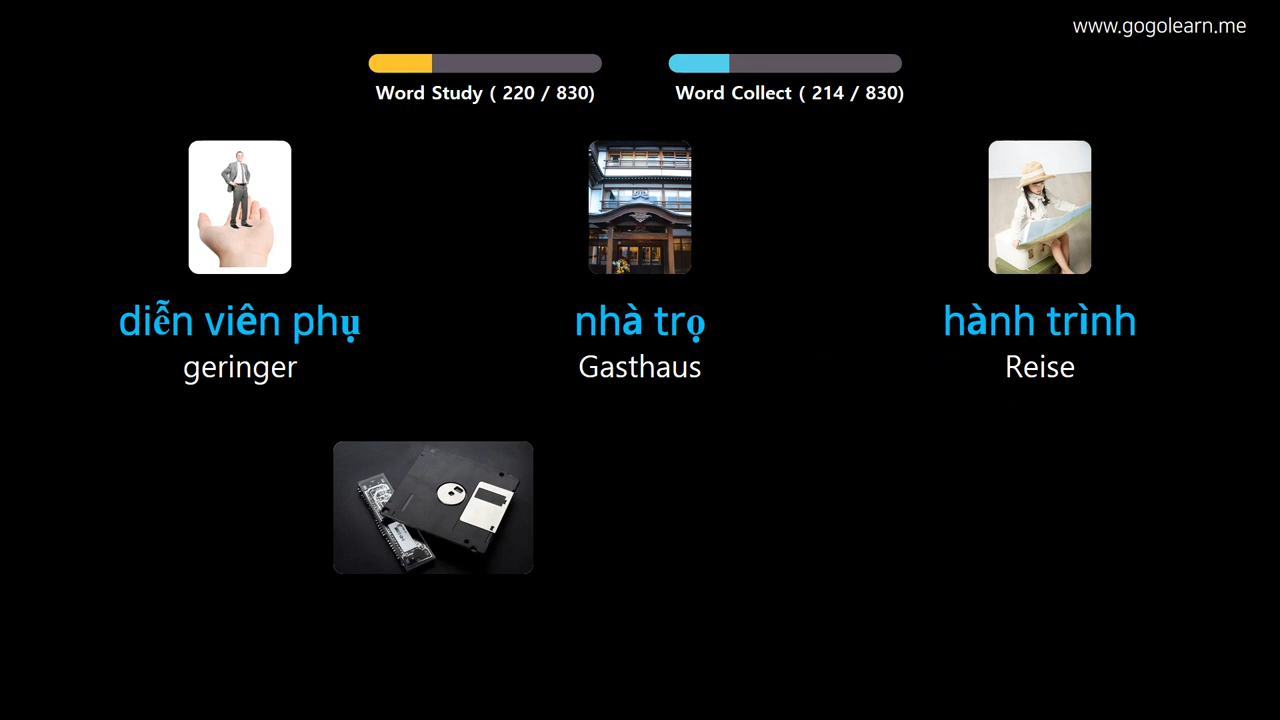 www.gogolearn.me
Word Study ( 220 / 830)
Word Collect ( 214 / 830)
diễn viên phụ
nhà trọ
hành trình
geringer
Gasthaus
Reise